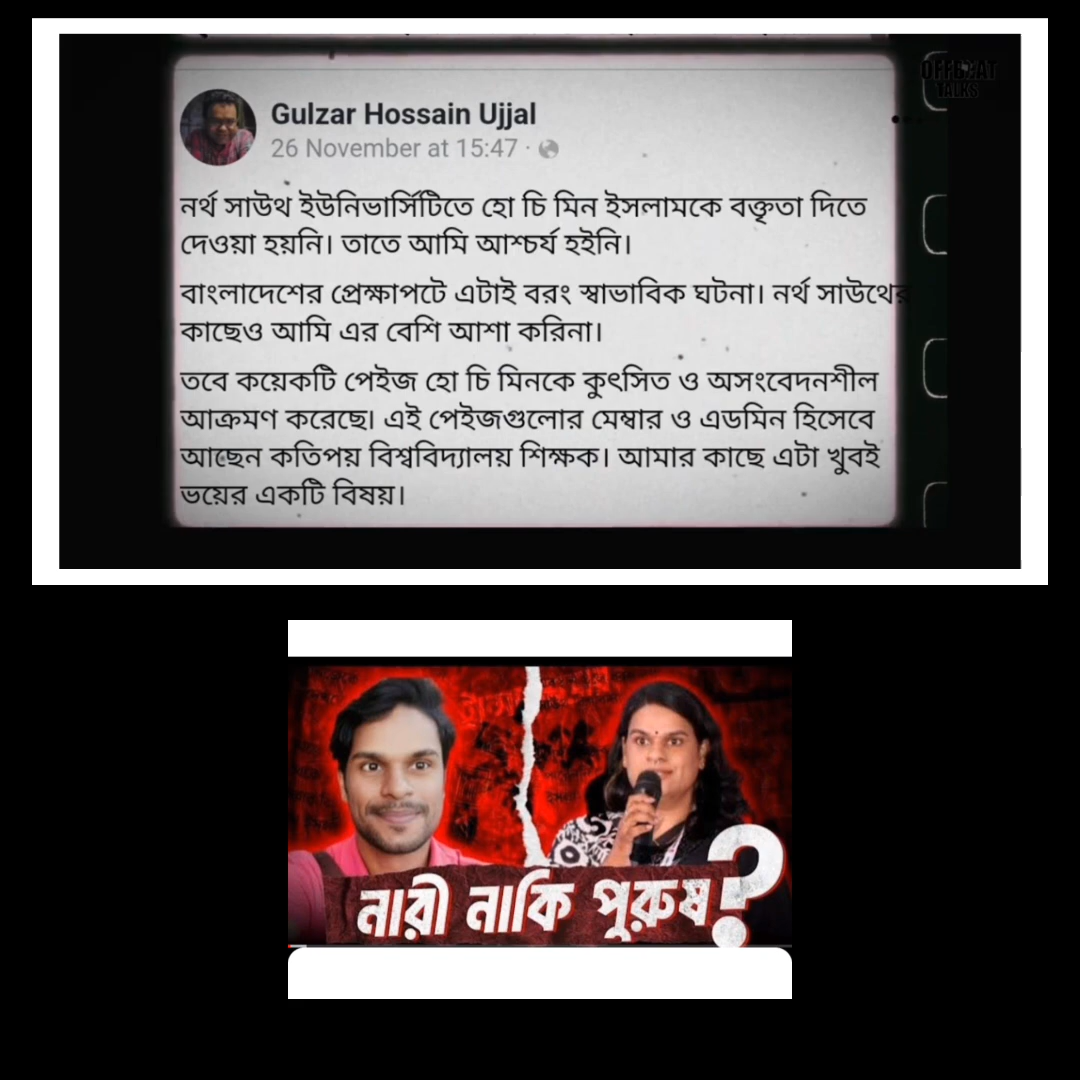 OFFBEAT
TALKS
Gulzar Hossain Ujjal
26 November at 15:47 ·
নর্থ সাউথ ইউনিভার্সিটিতে হো চি মিন ইসলামকে বক্তৃতা দিতে
দেওয়া হয়নি। তাতে আমি আশ্চর্য হইনি।
বাংলাদেশের প্রেক্ষাপটে এটাই বরং স্বাভাবিক ঘটনা। নর্থ সাউথের
কাছেও আমি এর বেশি আশা করিনা।
তবে কয়েকটি পেইজ হো চি মিনকে কুৎসিত ও অসংবেদনশীল
আক্রমণ করেছে। এই পেইজগুলোর মেম্বার ও এডমিন হিসেবে
আছেন কতিপয় বিশ্ববিদ্যালয় শিক্ষক। আমার কাছে এটা খুবই
ভয়ের একটি বিষয়।
নারী নাকি পুরুষ?